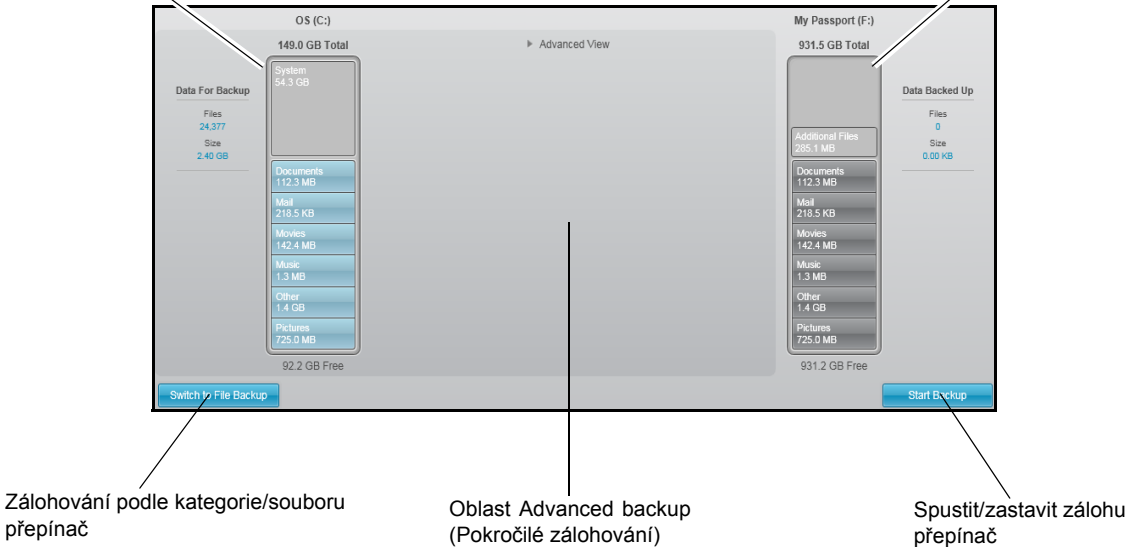 OS (C:)
My Passport (F:)
149.0 GB Total
Advanced View
931.5 GB Total
System
54.3 GB
Data For Backup
Files
24,377
Size
2.40 GB
Documents
112.3 MB
Mail
218.5 KB
Movies
142.4 MB
Music
1.3 MB
Other
1.4 GB
Pictures
725.0 MB
92.2 GB Free
Additional Files
285.1 MB
Documents
112.3 MB
Mail
218.5 KB
Movies
142.4 MB
Music
1.3 MB
Other
1.4 GB
Pictures
725.0 MB
931.2 GB Free
Data Backed Up
Files
0
Size
0.00 KB
Switch to File Backup
Start Backup
Zálohování podle kategorie/souboru
přepínač
Oblast Advanced backup
(Pokročilé zálohování)
Spustit/zastavit zálohu
přepínač